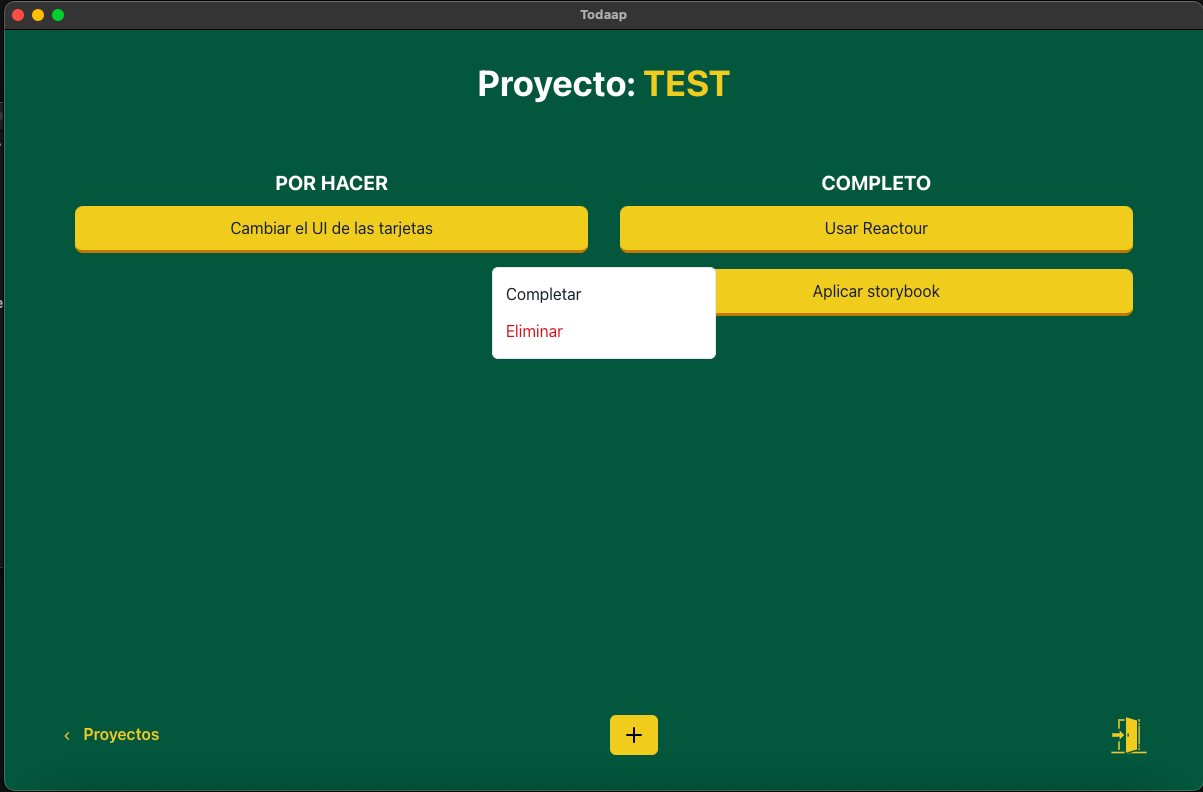 Todaap
Proyecto: TEST
POR HACER
Cambiar el UI de las tarjetas
COMPLETO
Usar Reactour
Aplicar storybook
Completar
Eliminar
‹ Proyectos
+